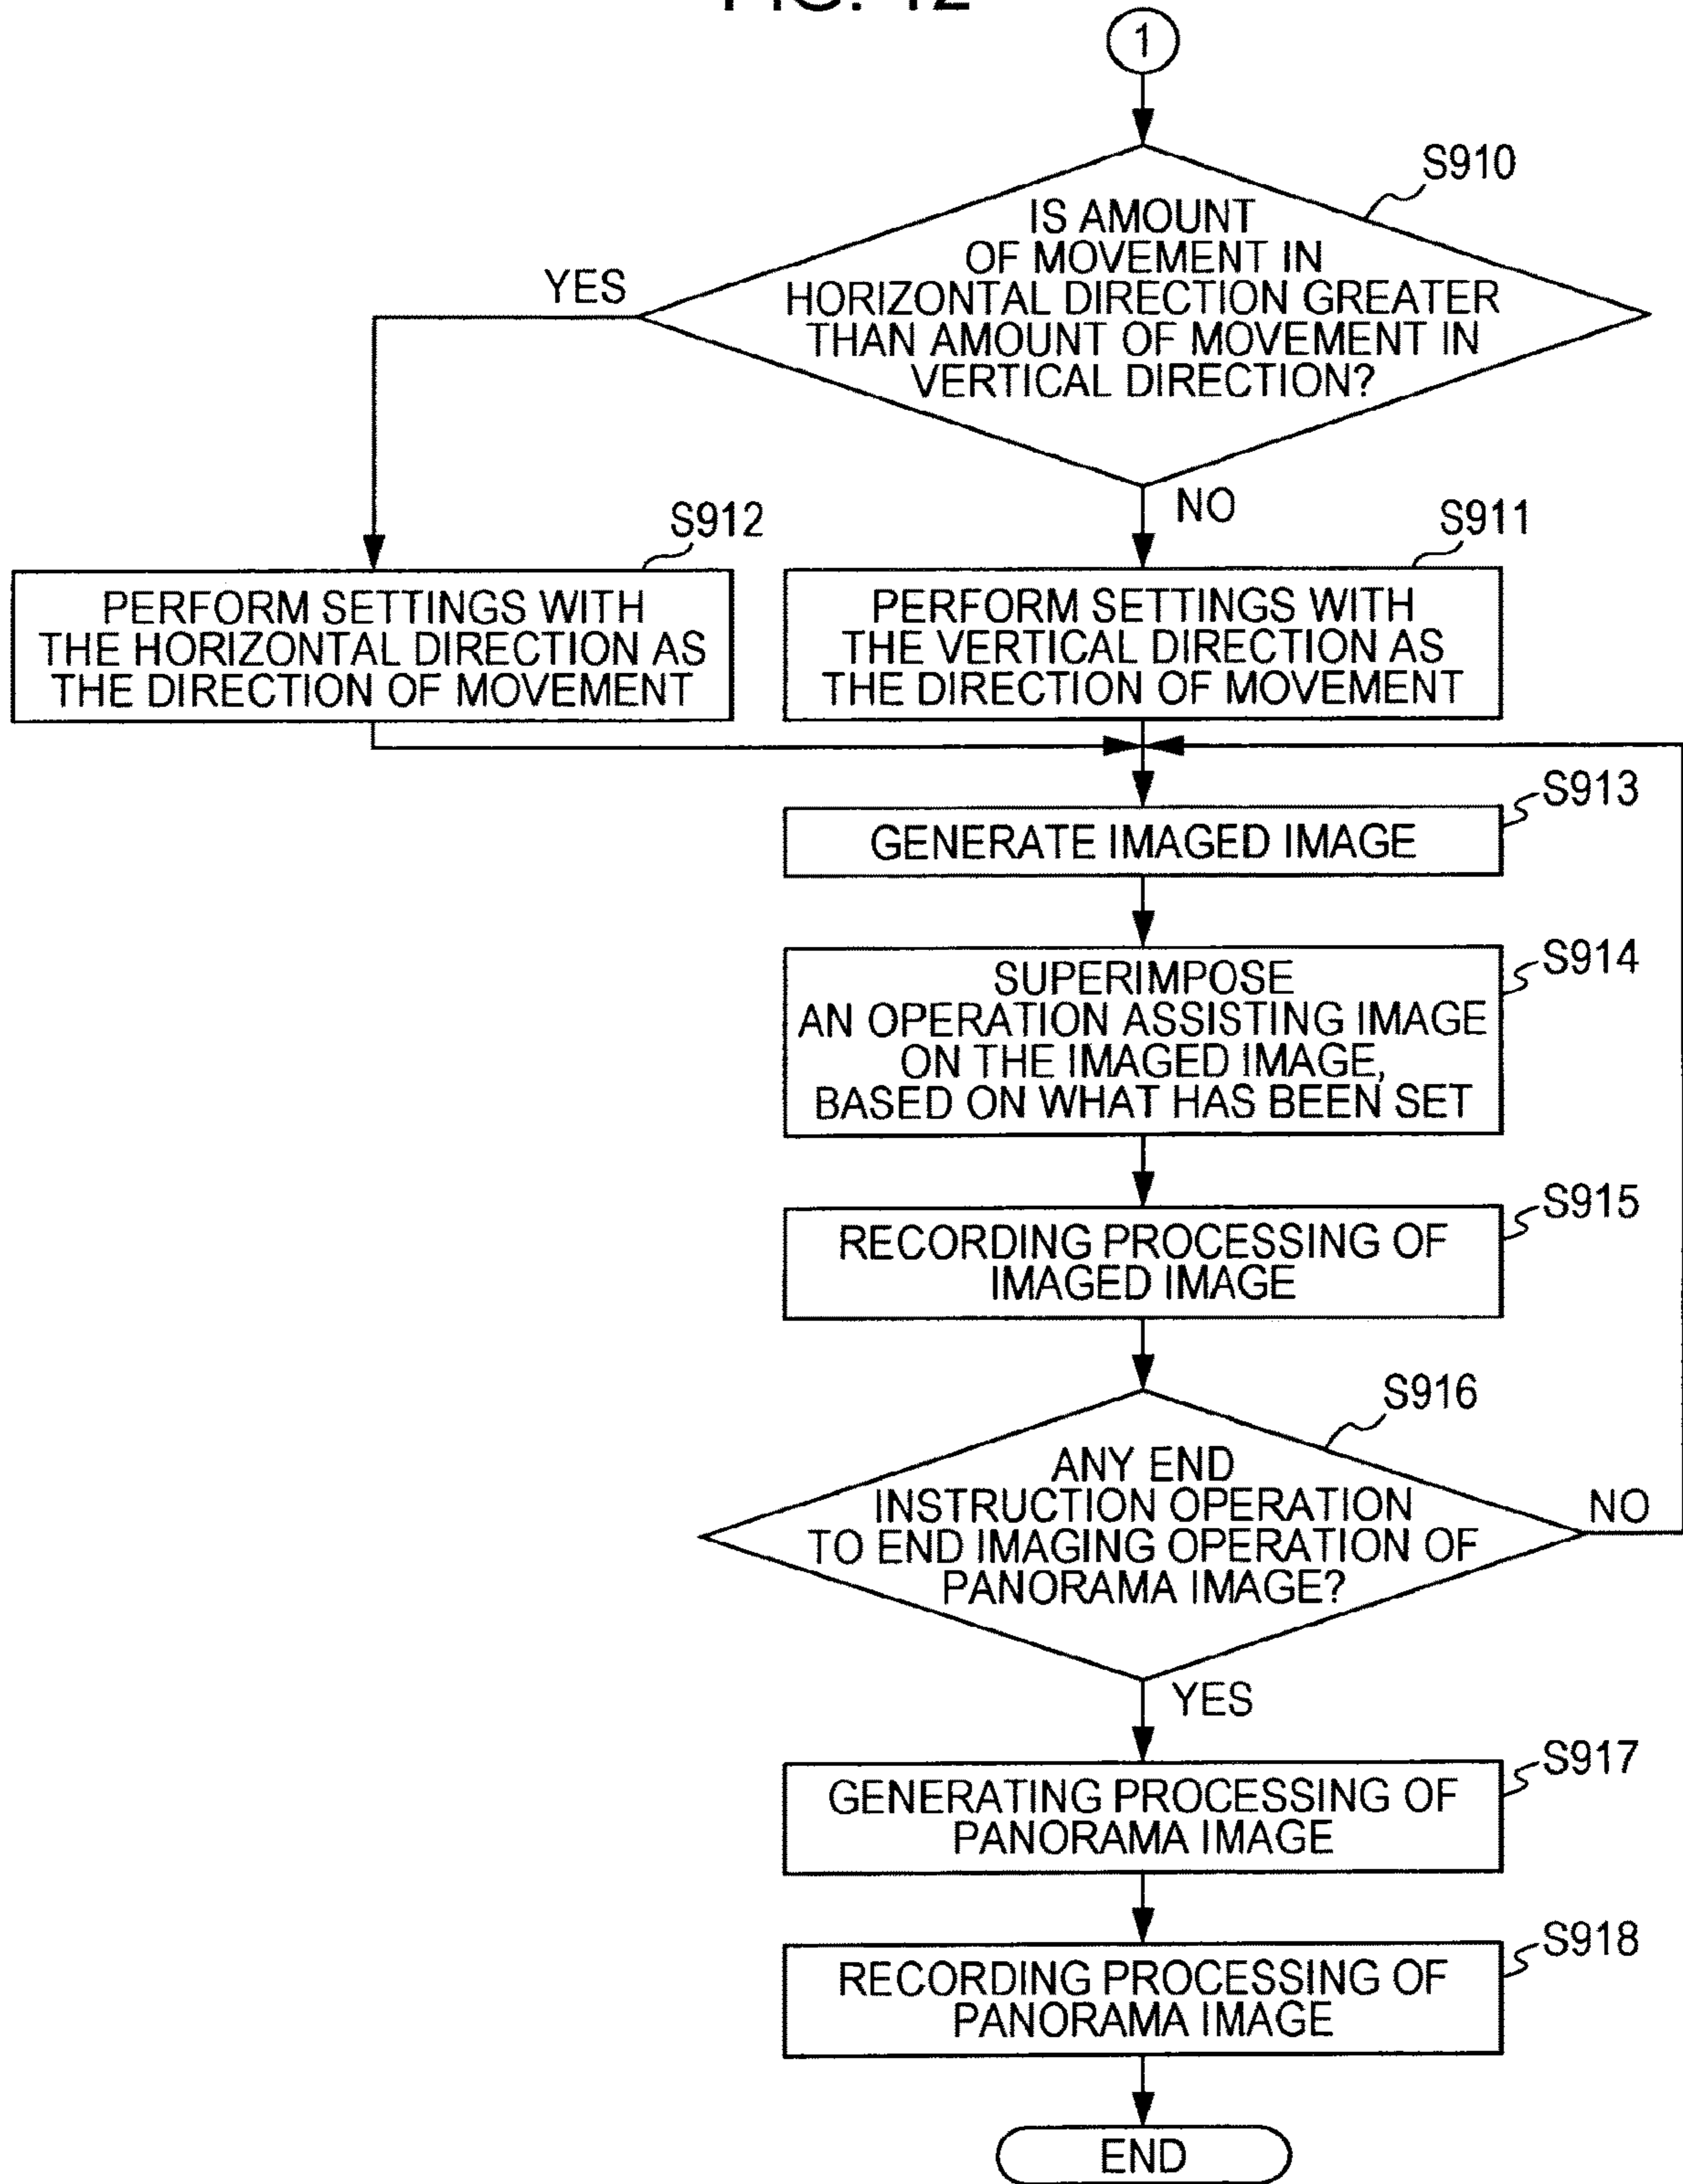 FIG. 12
1
S910
IS AMOUNT
OF MOVEMENT IN
HORIZONTAL DIRECTION GREATER
THAN AMOUNT OF MOVEMENT IN
VERTICAL DIRECTION?
YES
NO
S912
PERFORM SETTINGS WITH
THE HORIZONTAL DIRECTION AS
THE DIRECTION OF MOVEMENT
S911
PERFORM SETTINGS WITH
THE VERTICAL DIRECTION AS
THE DIRECTION OF MOVEMENT
S913
GENERATE IMAGED IMAGE
S914
SUPERIMPOSE
AN OPERATION ASSISTING IMAGE
ON THE IMAGED IMAGE,
BASED ON WHAT HAS BEEN SET
S915
RECORDING PROCESSING OF
IMAGED IMAGE
S916
ANY END
INSTRUCTION OPERATION
TO END IMAGING OPERATION OF
PANORAMA IMAGE?
NO
YES
S917
GENERATING PROCESSING OF
PANORAMA IMAGE
S918
RECORDING PROCESSING OF
PANORAMA IMAGE
END